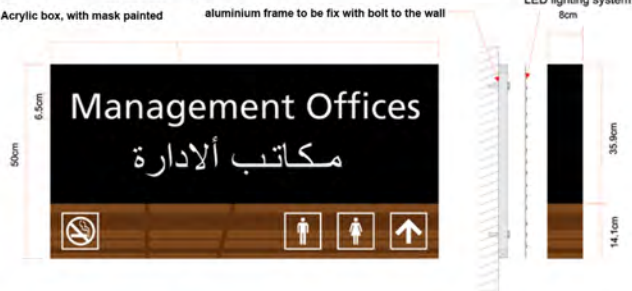 Acrylic box, with mask painted
aluminium frame to be fix with bolt to the wall
LED lighting system
8cm
6.5cm
50cm
Management Offices
مكاتب ألادارة
35.9cm
14.1cm